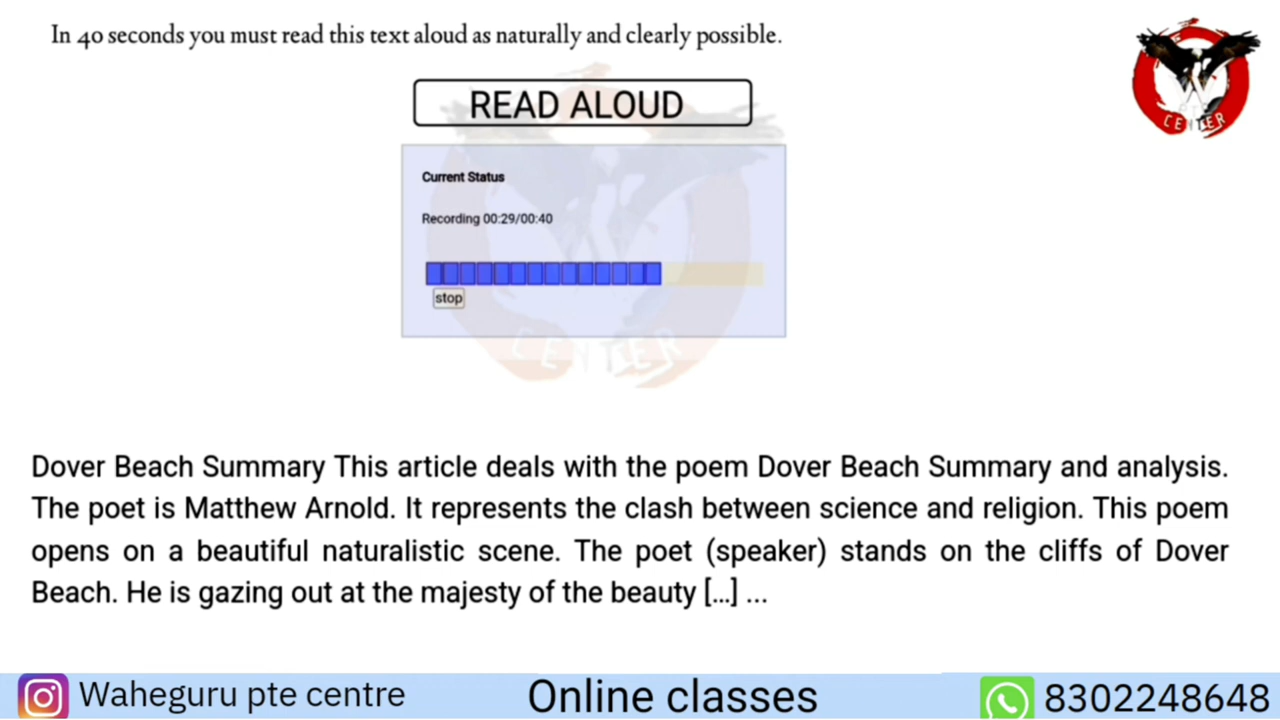 In 40 seconds you must read this text aloud as naturally and clearly possible.
CENTER
READ ALOUD
Current Status
Recording 00:29/00:40
stop
CENTER
Dover Beach Summary This article deals with the poem Dover Beach Summary and analysis.
The poet is Matthew Arnold. It represents the clash between science and religion. This poem
opens on a beautiful naturalistic scene. The poet (speaker) stands on the cliffs of Dover
Beach. He is gazing out at the majesty of the beauty [...] ...
Waheguru pte centre
Online classes
8302248648